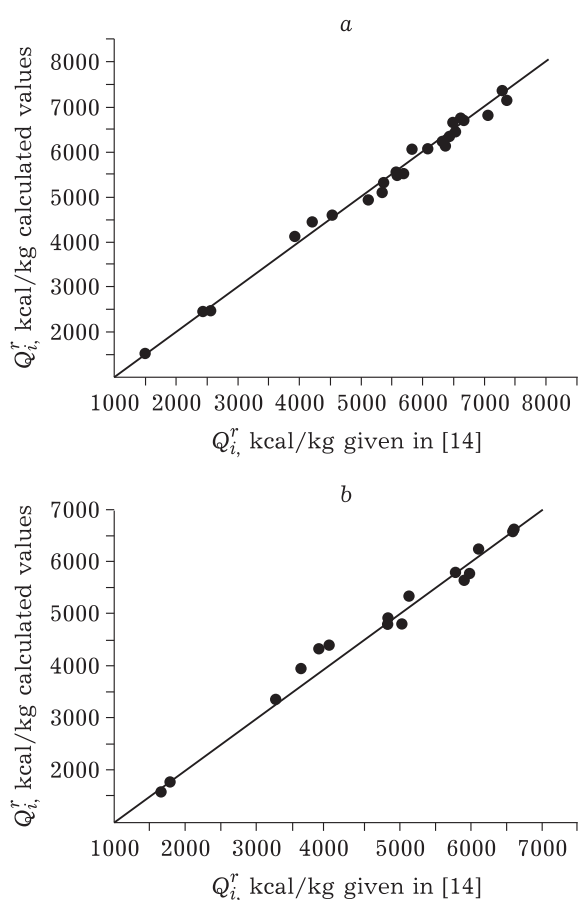 a
Q_i,^r kcal/kg calculated values
8000
7000
6000
5000
4000
3000
2000
1000 2000 3000 4000 5000 6000 7000 8000
Q_i,^r kcal/kg given in [14]
b
Q_i,^r kcal/kg calculated values
7000
6000
5000
4000
3000
2000
1000 2000 3000 4000 5000 6000 7000
Q_i,^r kcal/kg given in [14]